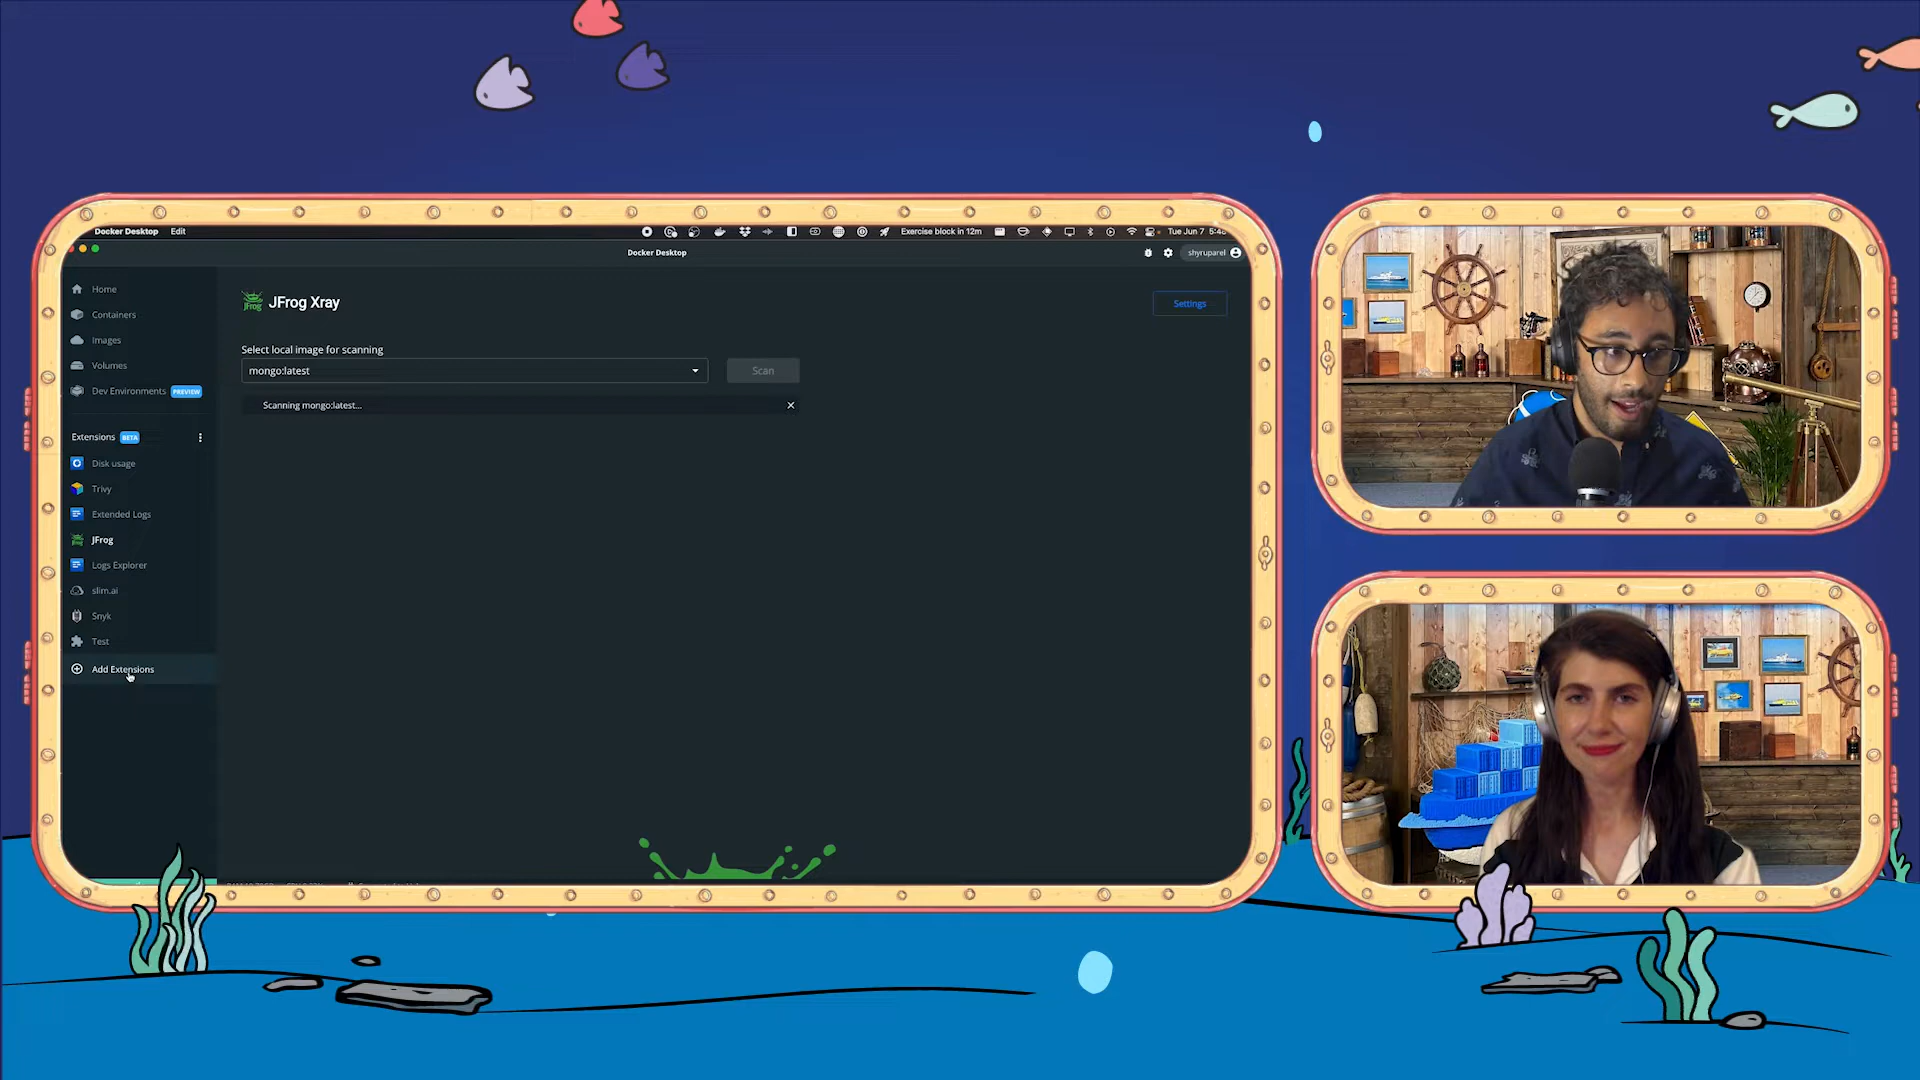 Docker Desktop Edit Exercise block in 12m Tue Jun 7
Docker Desktop
shyruparel
Home
Containers
Images
Volumes
Dev Environments PREVIEW
Extensions BETA
Disk usage
Trivy
Extended Logs
JFrog
Logs Explorer
slim.ai
Snyk
Test
Add Extensions
JFrog JFrog Xray
Settings
Select local image for scanning
mongo:latest
Scan
Scanning mongo:latest...